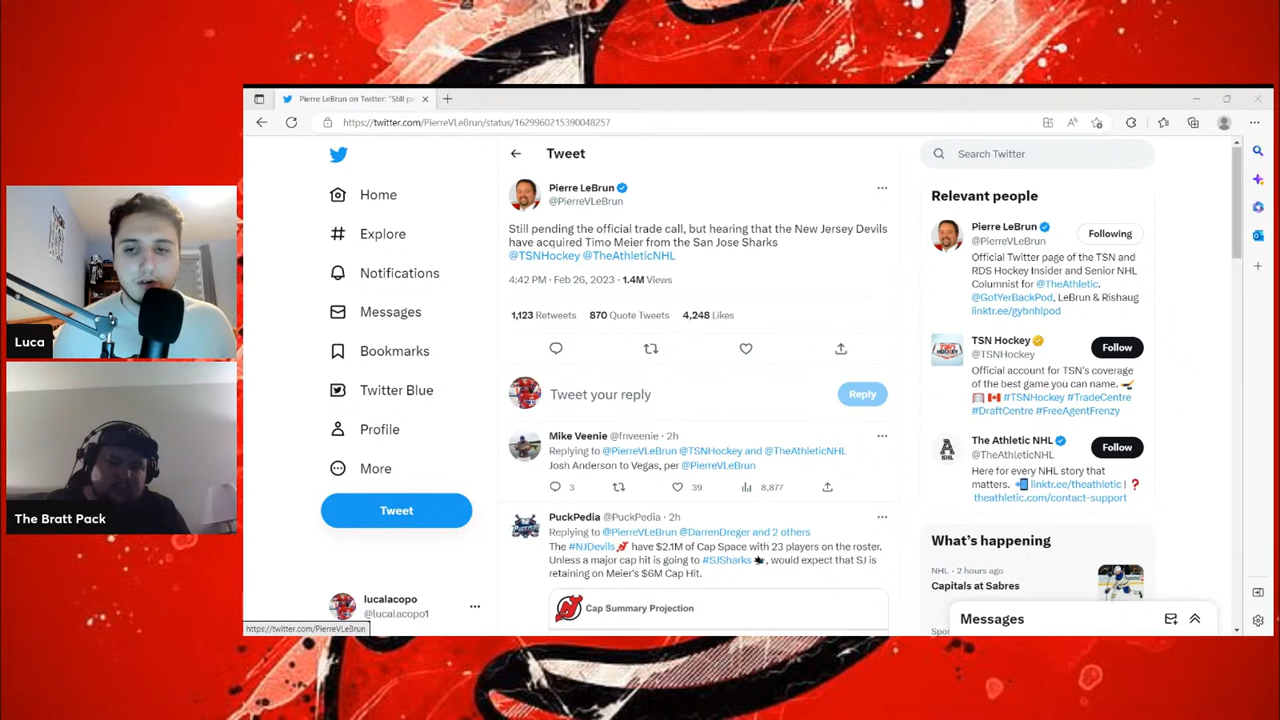 Pierre LeBrun on Twitter: "Still pe
https://twitter.com/PierreVLeBrun/status/1629960215390048257
Luca
The Bratt Pack
Home
Explore
Notifications
Messages
Bookmarks
Twitter Blue
Profile
More
Tweet
lucaIacopo
@lucaIacopo1
https://twitter.com/PierreVLeBrun
Tweet
Pierre LeBrun
@PierreVLeBrun
Still pending the official trade call, but hearing that the New Jersey Devils
have acquired Timo Meier from the San Jose Sharks
@TSNHockey @TheAthleticNHL
4:42 PM · Feb 26, 2023 · 1.4M Views
1,123 Retweets 870 Quote Tweets 4,248 Likes
Tweet your reply
Reply
Mike Veenie @fnveenie · 2h
Replying to @PierreVLeBrun @TSNHockey and @TheAthleticNHL
Josh Anderson to Vegas, per @PierreVLeBrun
3 39 8,877
PuckPedia @PuckPedia · 2h
Replying to @PierreVLeBrun @DarrenDreger and 2 others
The #NJDevils have $2.1M of Cap Space with 23 players on the roster.
Unless a major cap hit is going to #SJSharks , would expect that SJ is
retaining on Meier's $6M Cap Hit.
Cap Summary Projection
Search Twitter
Relevant people
Pierre LeBrun
@PierreVLeBrun
Following
Official Twitter page of the TSN and
RDS Hockey Insider and Senior NHL
Columnist for @TheAthletic.
@GotYerBackPod, LeBrun & Rishaug
linktr.ee/gybnhlpod
TSN Hockey
@TSNHockey
Follow
Official account for TSN's coverage
of the best game you can name.
#TSNHockey #TradeCentre
#DraftCentre #FreeAgentFrenzy
The Athletic NHL
@TheAthleticNHL
Follow
Here for every NHL story that
matters. linktr.ee/theathletic |
theathletic.com/contact-support
What's happening
NHL · 2 hours ago
Capitals at Sabres
Messages